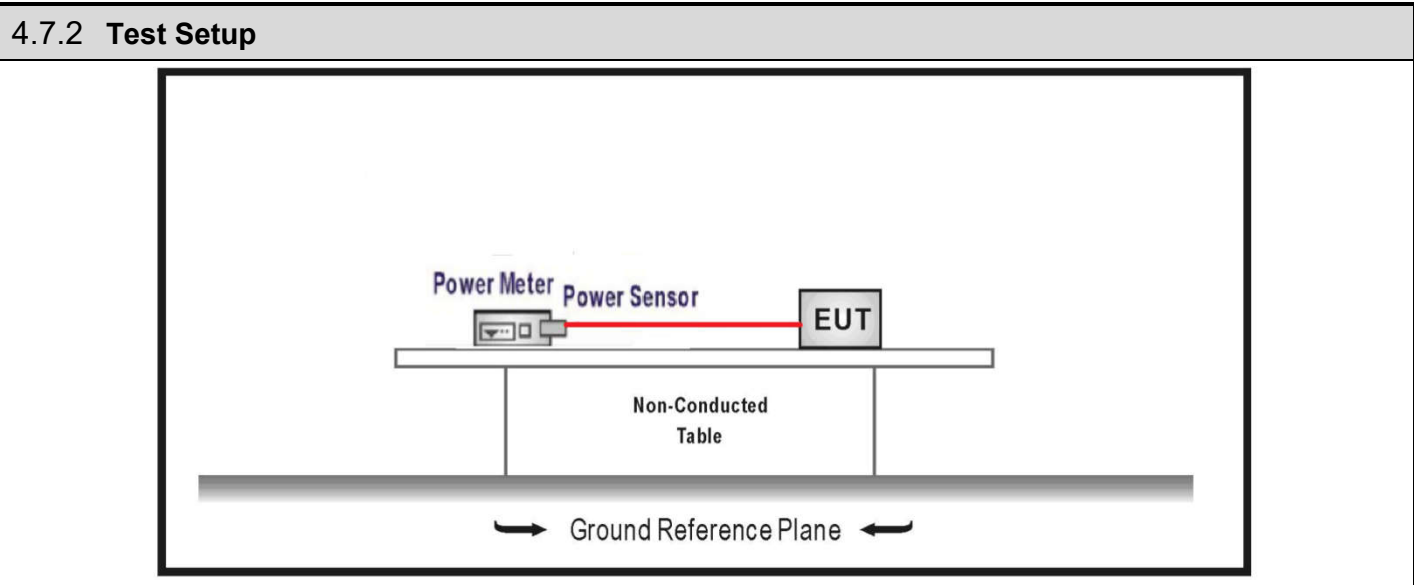 4.7.2 Test Setup
Power Meter
Power Sensor
EUT
Non-Conducted
Table
Ground Reference Plane